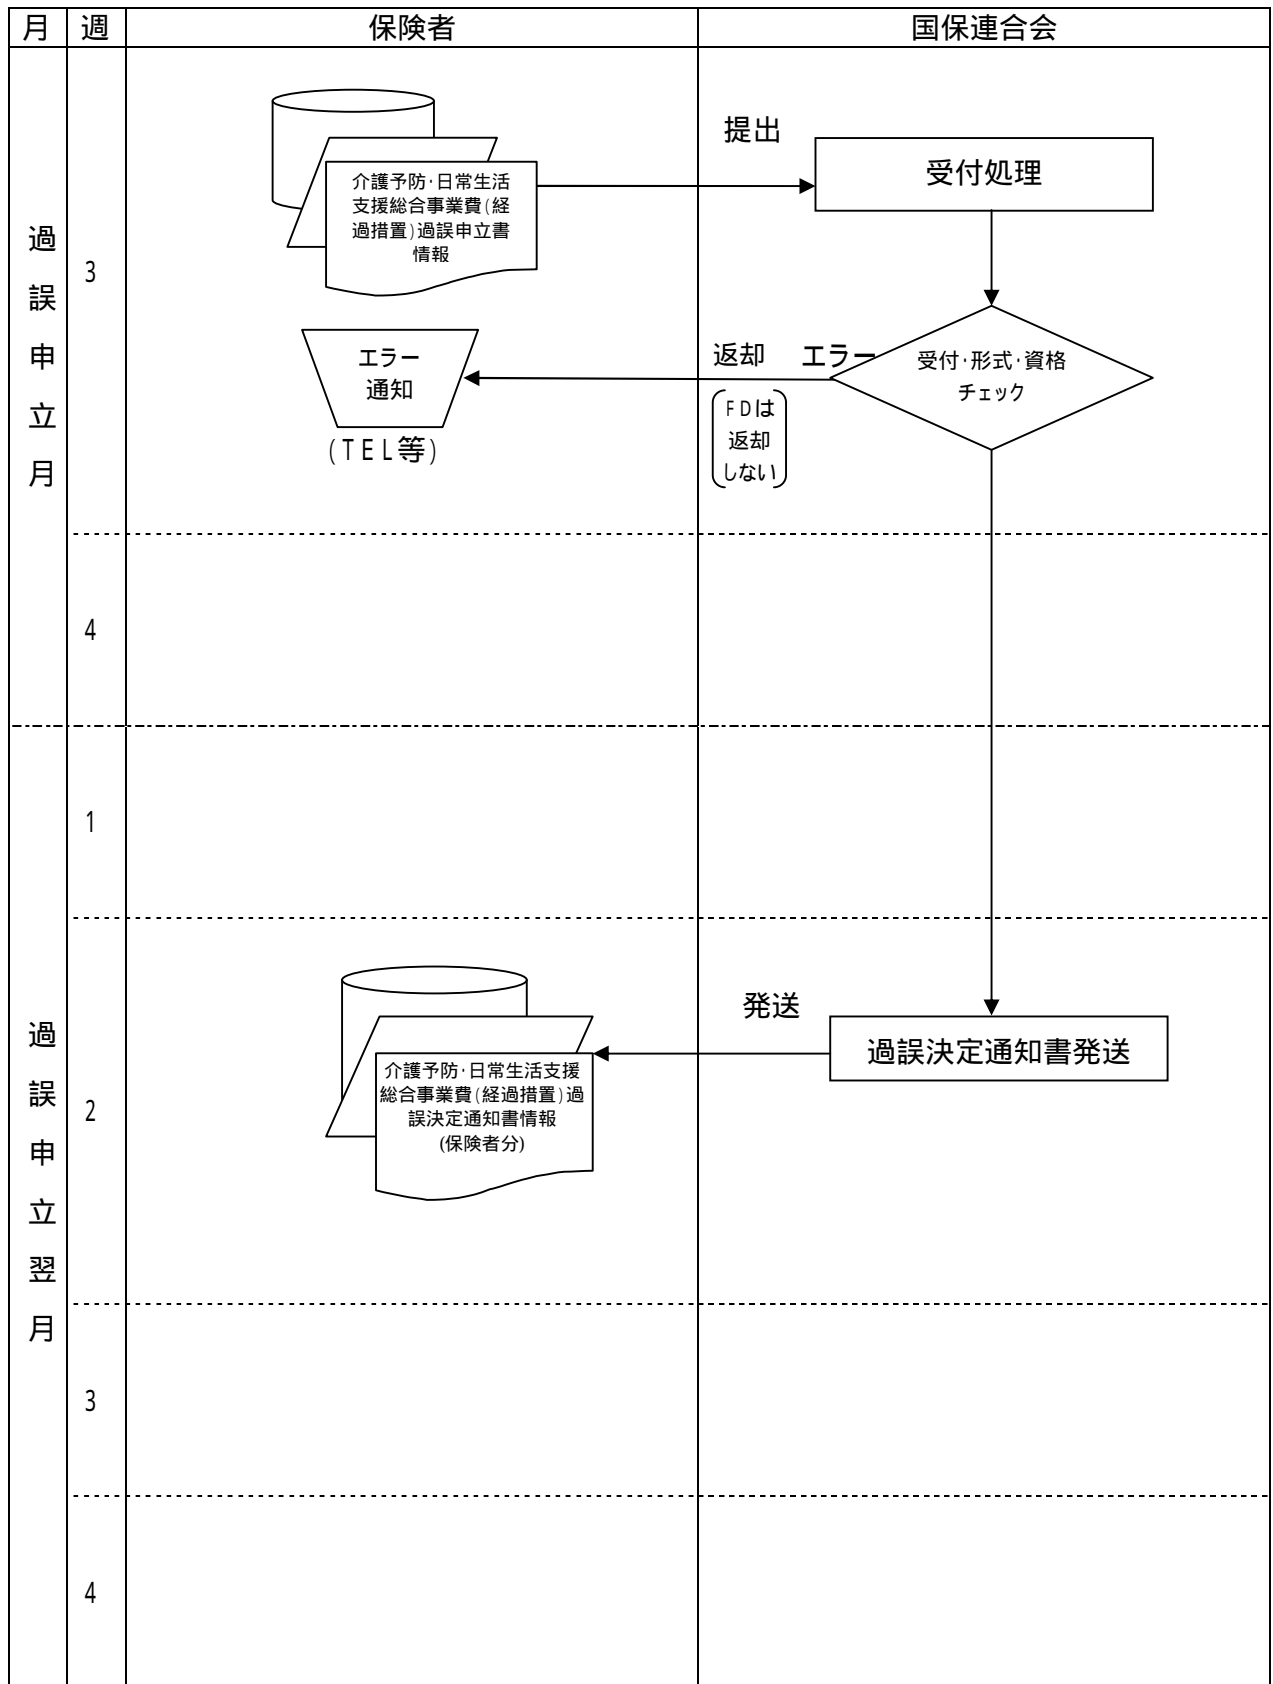 月 週 保険者 国保連合会
過誤申立月
3
提出
受付処理
介護予防・日常生活
支援総合事業費(経
過措置)過誤申立書
情報
エラー
通知
(TEL等)
返却 エラー
FDは
返却
しない
受付・形式・資格
チェック
4
過誤申立翌月
1
2
発送
過誤決定通知書発送
介護予防・日常生活支援
総合事業費(経過措置)過
誤決定通知書情報
(保険者分)
3
4